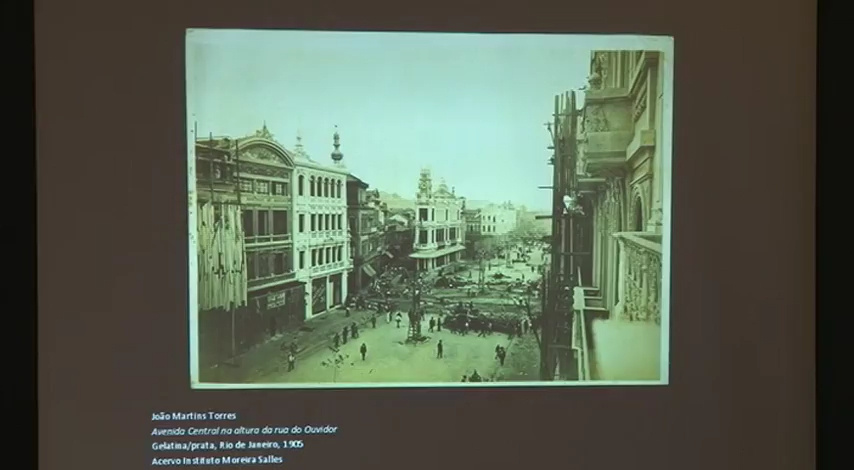 João Martins Torres
Avenida Central na altura da rua do Ouvidor
Gelatina/prata, Rio de Janeiro, 1905
Acervo Instituto Moreira Salles